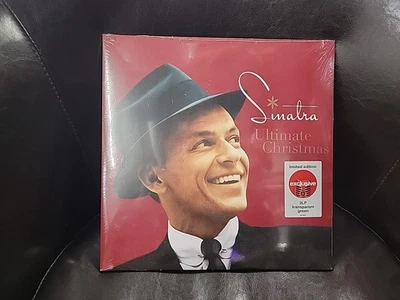 Sinatra
Ultimate
Christmas
limited edition
exclusive
2LP
transparent
green